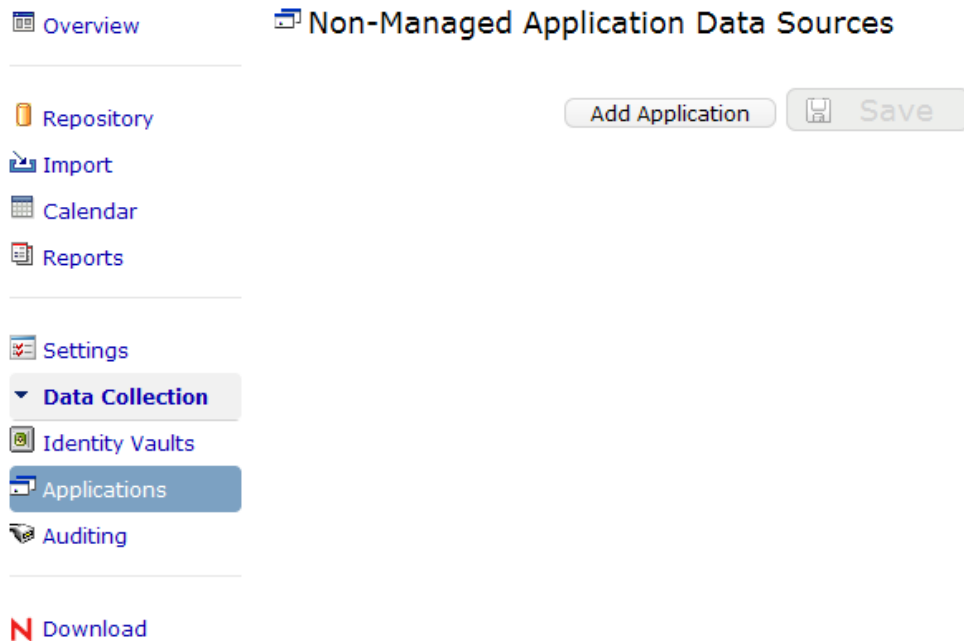 Overview
Non-Managed Application Data Sources
Add Application
Save
Repository
Import
Calendar
Reports
Settings
Data Collection
Identity Vaults
Applications
Auditing
Download